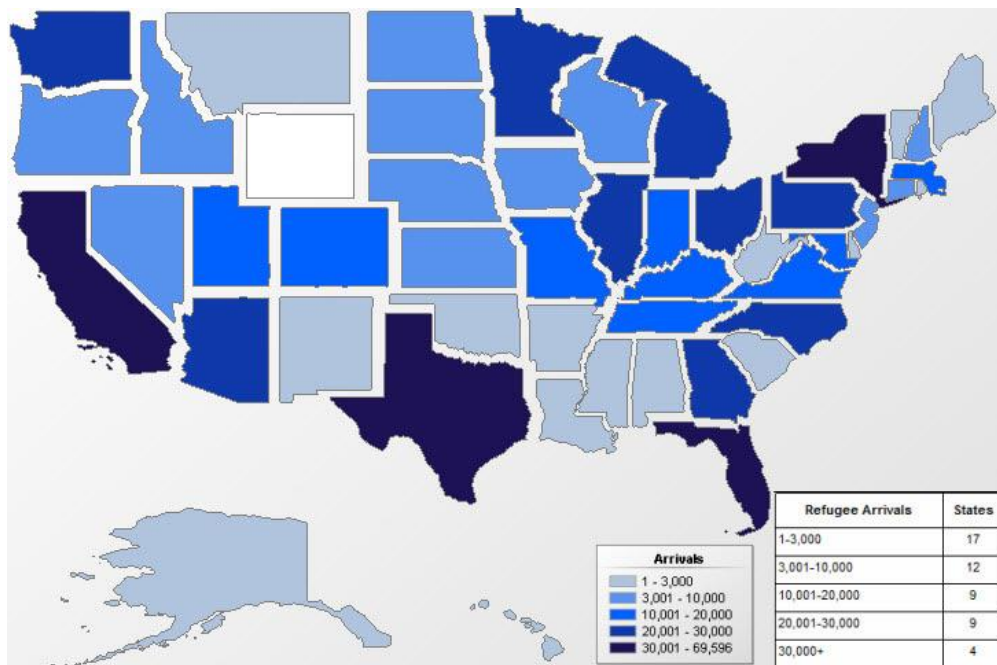 Arrivals
1 - 3,000
3,001 - 10,000
10,001 - 20,000
20,001 - 30,000
30,001 - 69,596
Refugee Arrivals States
1-3,000 17
3,001-10,000 12
10,001-20,000 9
20,001-30,000 9
30,000+ 4